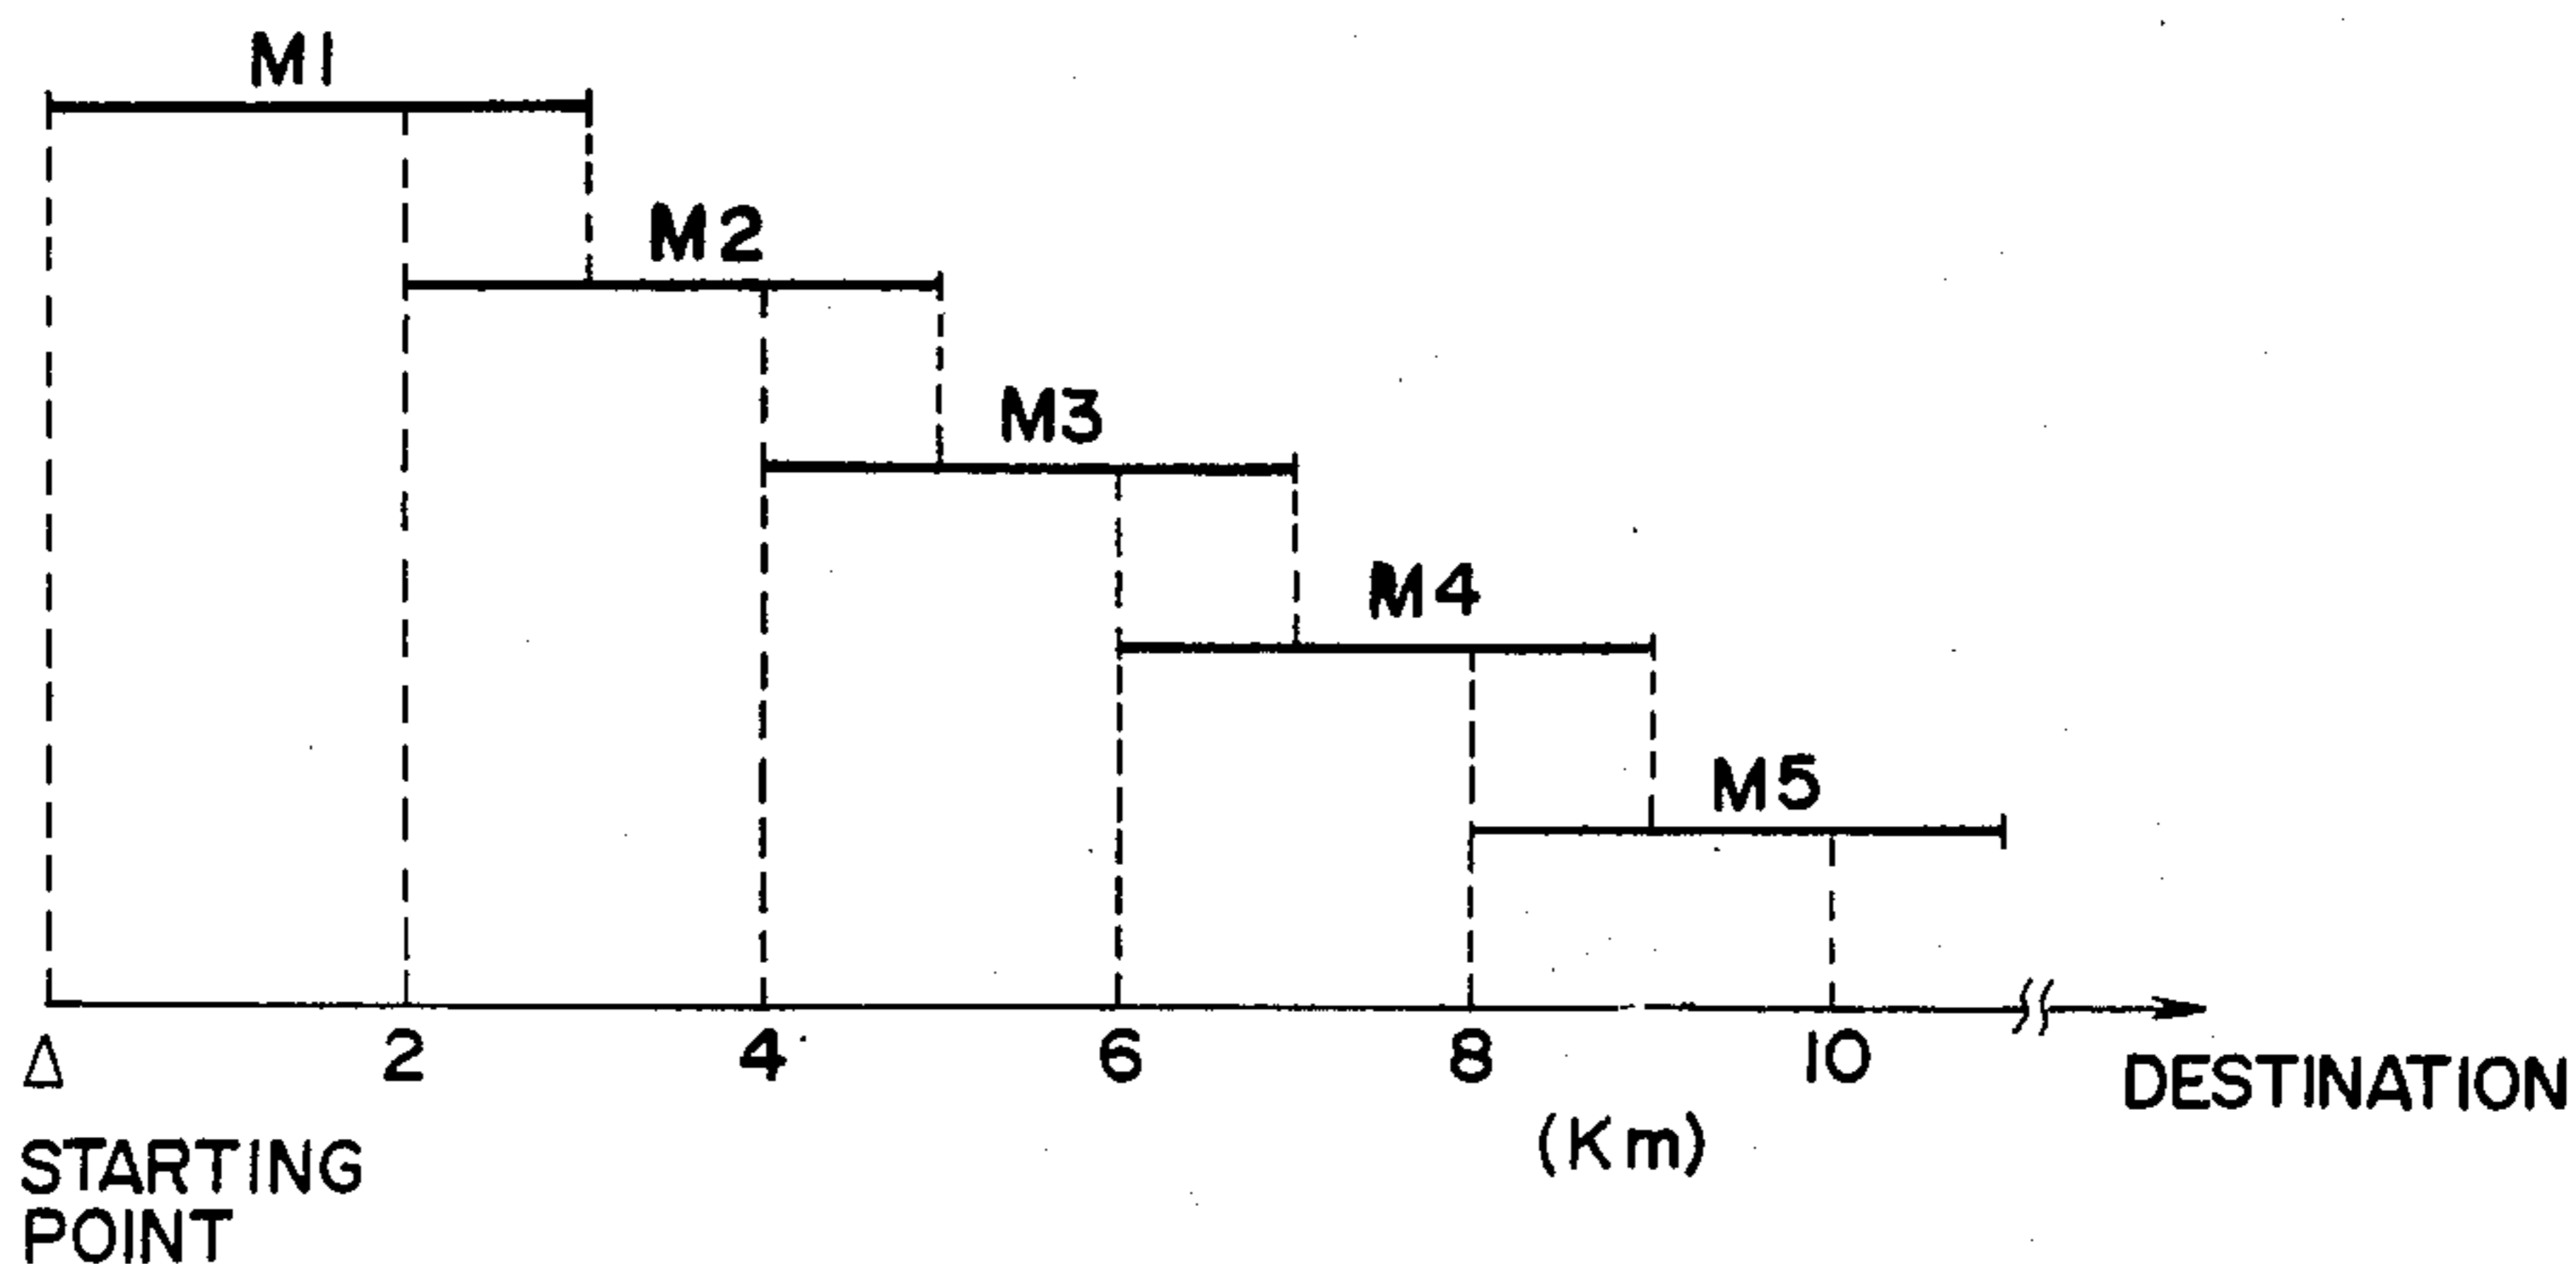 M1
M2
M3
M4
M5
Δ 2 4 6 8 10
DESTINATION
(Km)
STARTING
POINT